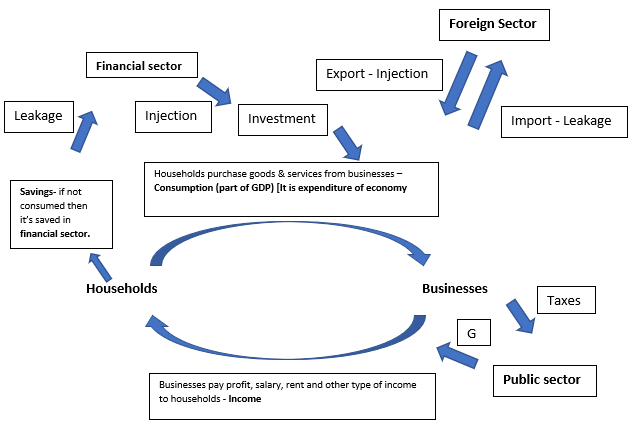 Foreign Sector
Financial sector
Export - Injection
Leakage
Injection
Investment
Import - Leakage
Households purchase goods & services from businesses –
Consumption (part of GDP) [It is expenditure of economy
Savings- if not
consumed then
it's saved in
financial sector.
Households
Businesses
Taxes
G
Public sector
Businesses pay profit, salary, rent and other type of income
to households - Income